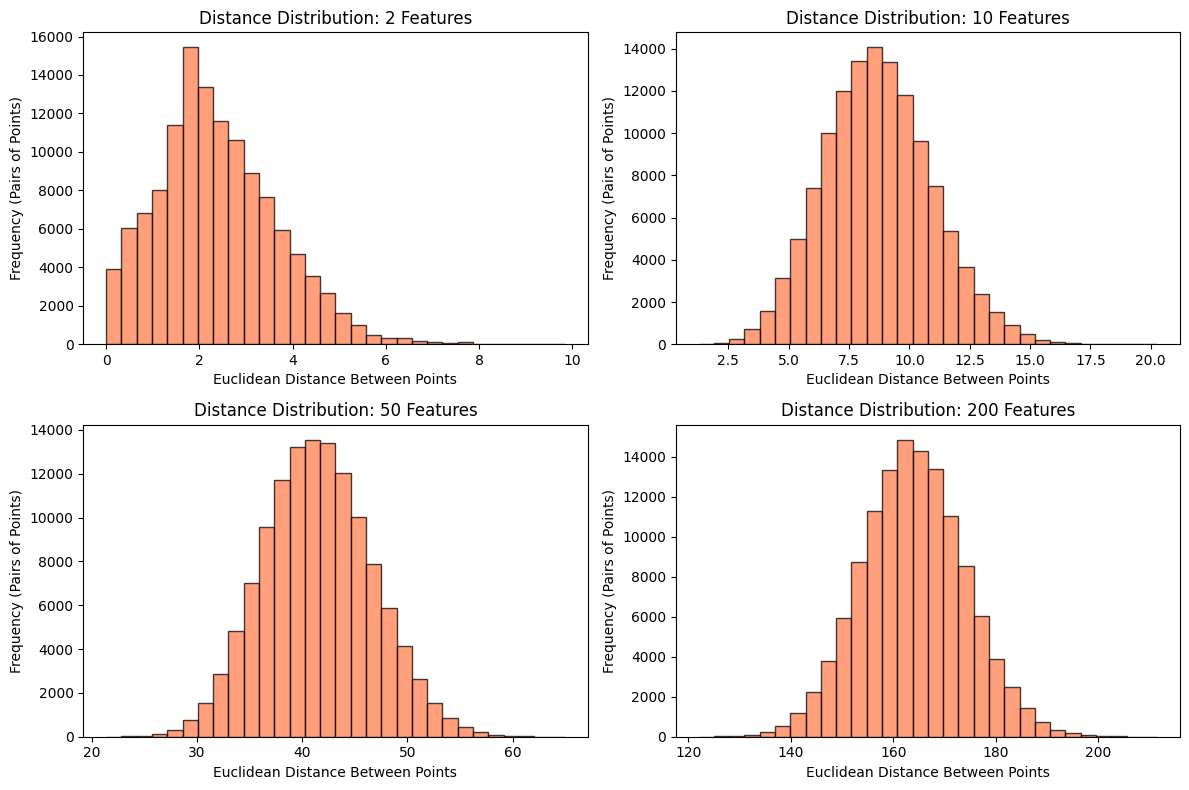 Distance Distribution: 2 Features
Frequency (Pairs of Points)
16000
14000
12000
10000
8000
6000
4000
2000
0
0 2 4 6 8 10
Euclidean Distance Between Points
Distance Distribution: 10 Features
Frequency (Pairs of Points)
14000
12000
10000
8000
6000
4000
2000
0
2.5 5.0 7.5 10.0 12.5 15.0 17.5 20.0
Euclidean Distance Between Points
Distance Distribution: 50 Features
Frequency (Pairs of Points)
14000
12000
10000
8000
6000
4000
2000
0
20 30 40 50 60
Euclidean Distance Between Points
Distance Distribution: 200 Features
Frequency (Pairs of Points)
14000
12000
10000
8000
6000
4000
2000
0
120 140 160 180 200
Euclidean Distance Between Points